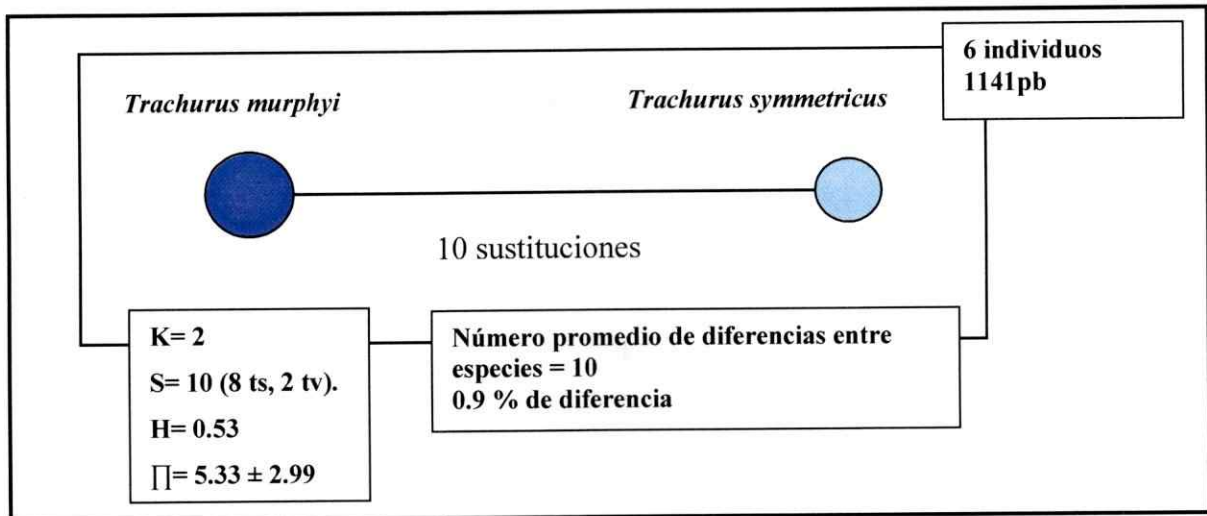 6 individuos
1141pb
Trachurus murphyi
Trachurus symmetricus
10 sustituciones
K= 2
S= 10 (8 ts, 2 tv).
H= 0.53
∏= 5.33 ± 2.99
Número promedio de diferencias entre
especies = 10
0.9 % de diferencia